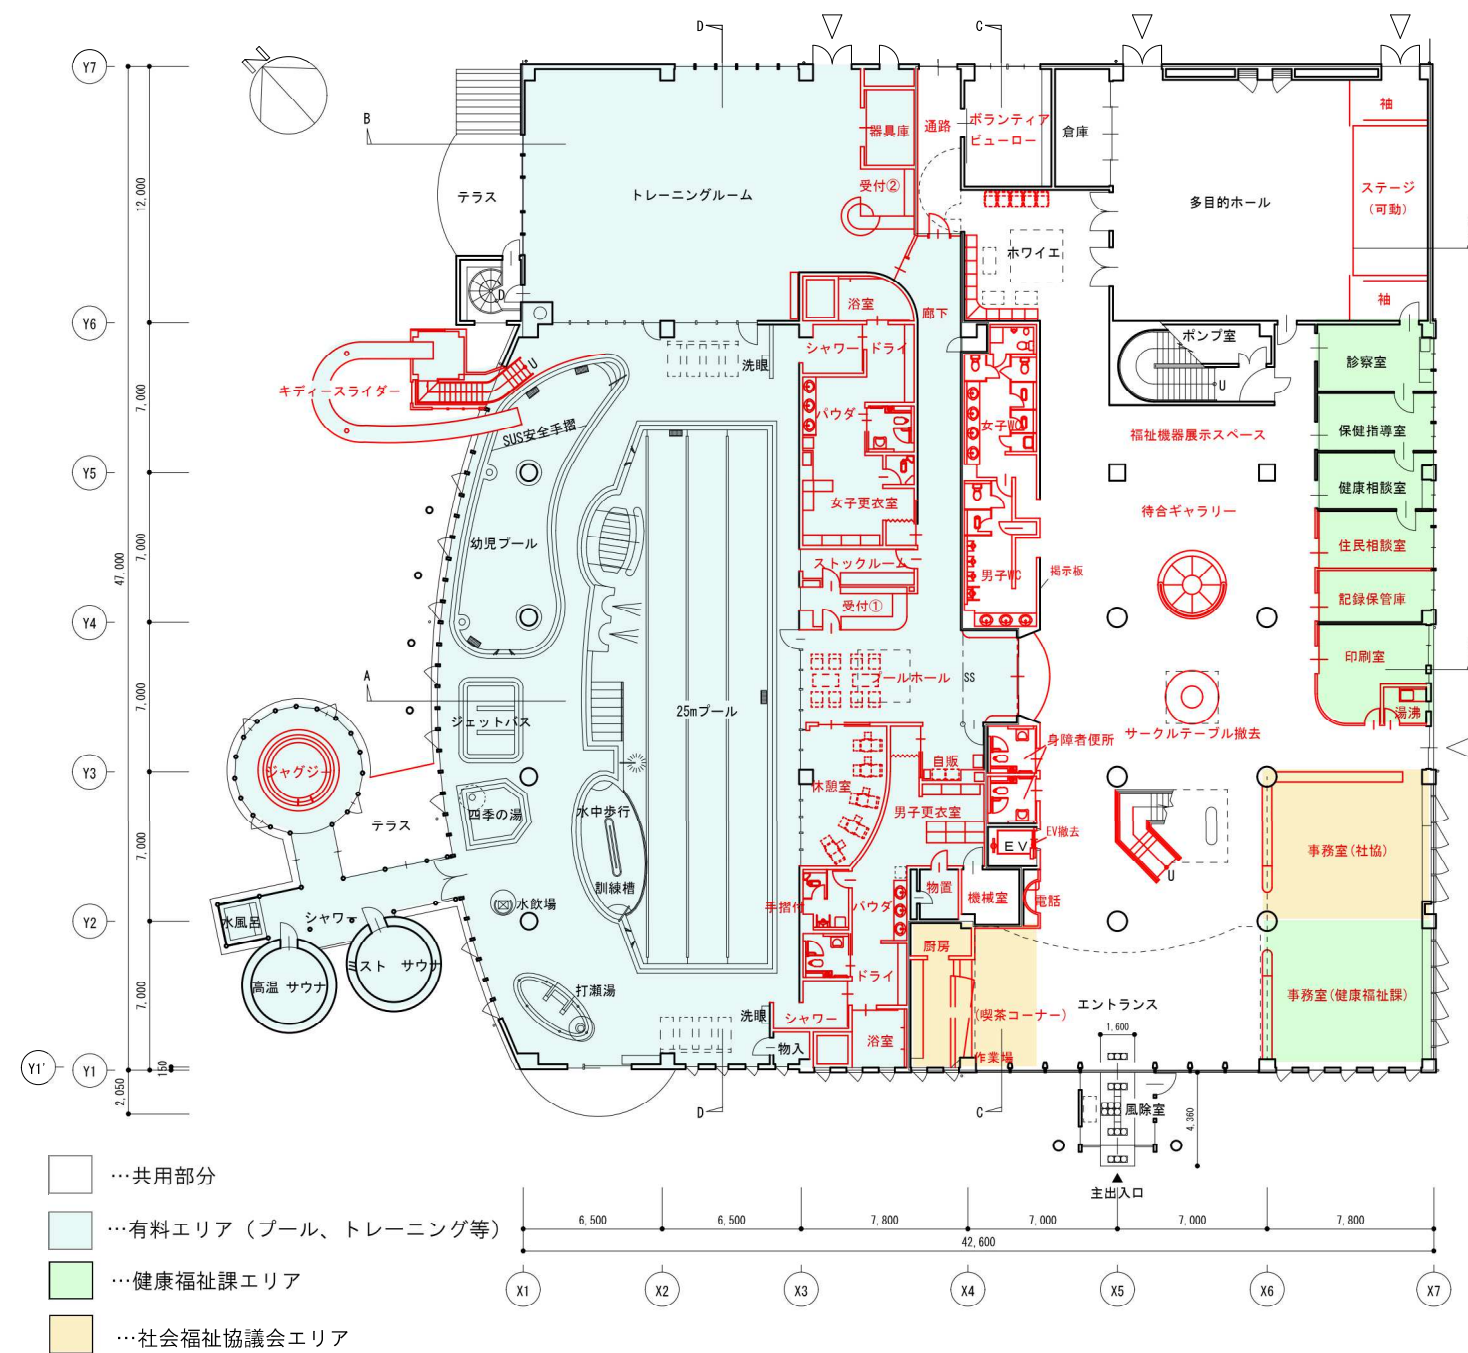 D
C
Y7
N
B
器具庫
通路
ボランティア
ビューロー
倉庫
袖
12,000
テラス
トレーニングルーム
受付②
多目的ホール
ステージ
(可動)
ホワイエ
D
浴室
廊下
袖
Y6
シャワー
ドライ
ポンプ室
洗眼
診察室
U
U
キディースライダー
7,000
パウダー
女子WC
SUS安全手摺
福祉機器展示スペース
保健指導室
Y5
健康相談室
女子更衣室
待合ギャラリー
47,000
7,000
幼児プール
住民相談室
ストックルーム
男子WC
掲示板
記録保管庫
受付①
Y4
印刷室
A
プールホール
SS
7,000
25mプール
ジェットバス
湯沸
サークルテーブル撤去
身障者便所
Y3
ジャグジー
自販
休憩室
四季の湯
水中歩行
男子更衣室
テラス
EV撤去
EV
事務室(社協)
7,000
U
訓練槽
物置
機械室
水飲場
手摺付
パウダー
電話
Y2
水風呂
シャワー
厨房
ミスト サウナ
ドライ
高温 サウナ
打瀬湯
事務室(健康福祉課)
7,000
エントランス
洗眼
シャワー
(喫茶コーナー)
1,600
浴室
物入
作業場
Y1'
Y1
150
2,050
D
C
風除室
4,360
…共用部分
主出入口
…有料エリア(プール、トレーニング等)
6,500
6,500
7,800
7,000
7,000
7,800
42,600
…健康福祉課エリア
X1
X2
X3
X4
X5
X6
X7
…社会福祉協議会エリア